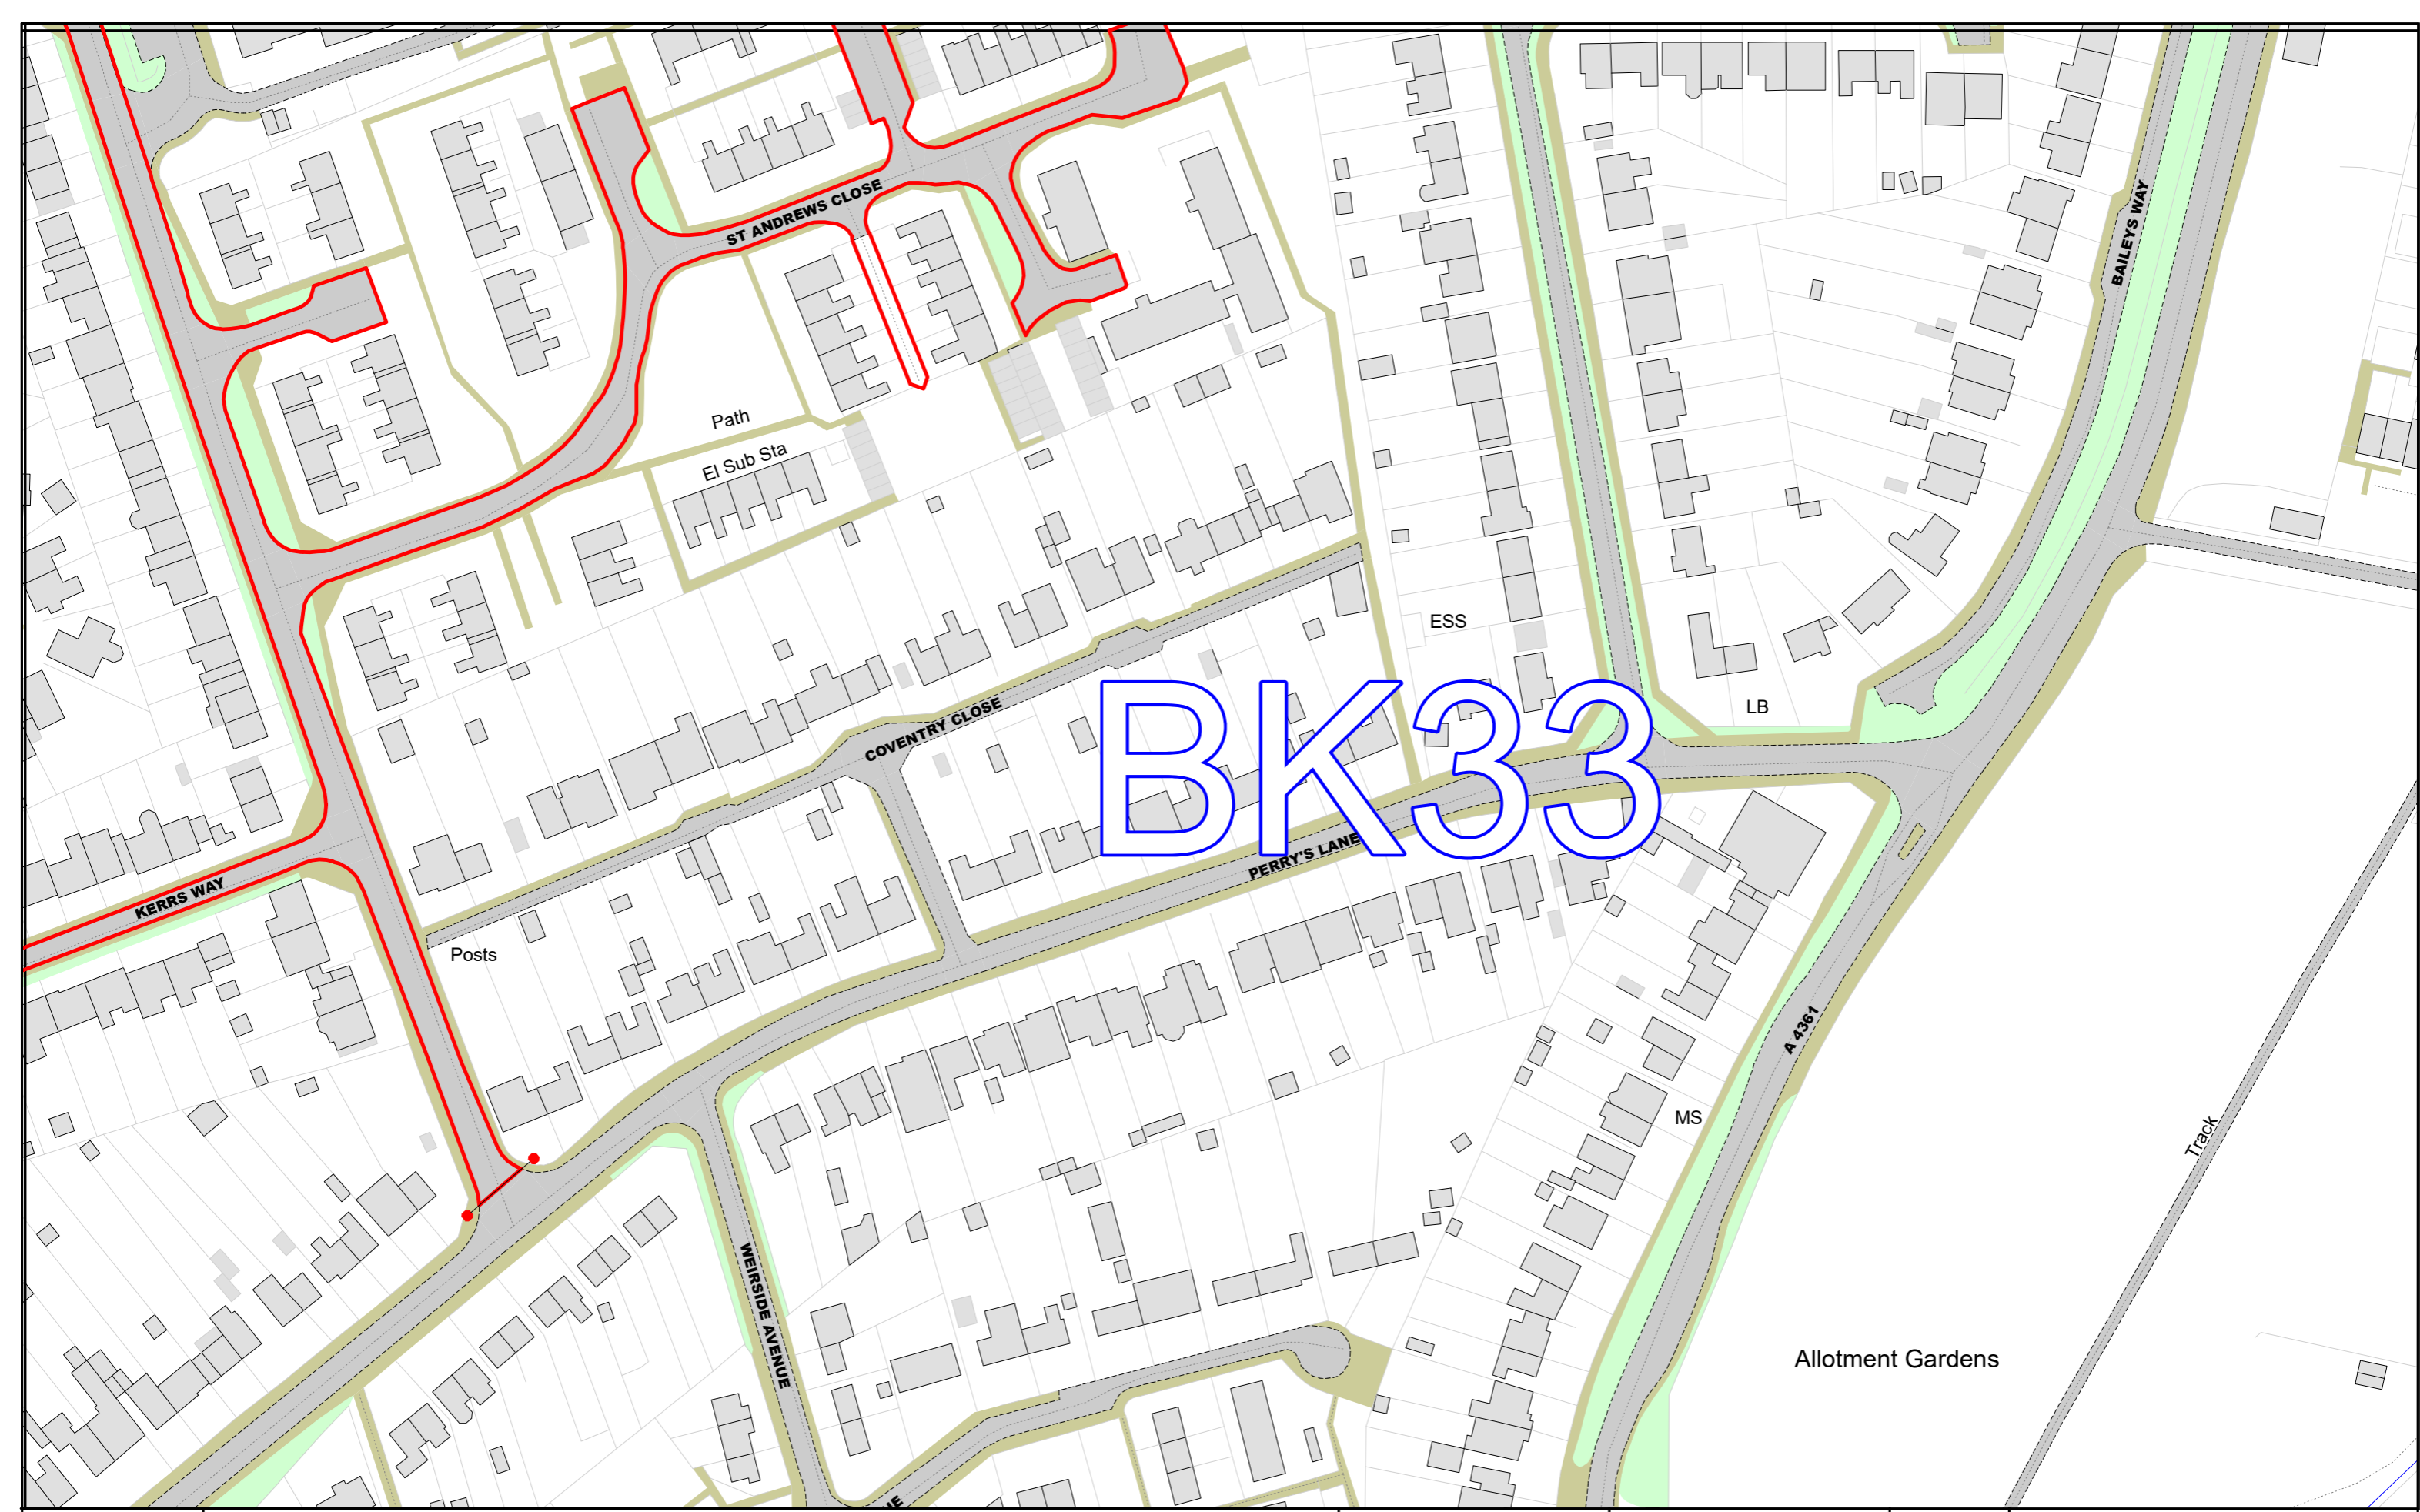 ST ANDREWS CLOSE
BAILEYS WAY
Path
El Sub Sta
ESS
LB
COVENTRY CLOSE
BK33
PERRY'S LANE
KERRS WAY
Posts
A 4361
MS
Track
WEIRSIDE AVENUE
Allotment Gardens